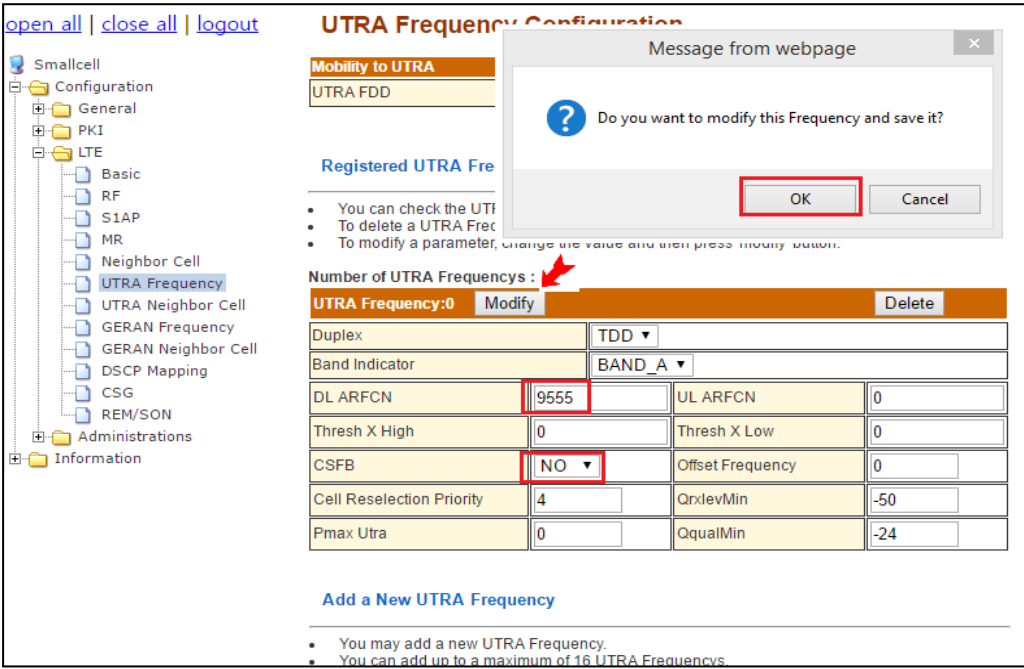 open all | close all | logout
Smallcell
Configuration
General
PKI
LTE
Basic
RF
S1AP
MR
Neighbor Cell
UTRA Frequency
UTRA Neighbor Cell
GERAN Frequency
GERAN Neighbor Cell
DSCP Mapping
CSG
REM/SON
Administrations
Information
UTRA Frequency Configuration
Mobility to UTRA
UTRA FDD
Message from webpage
Do you want to modify this Frequency and save it?
OK Cancel
Registered UTRA Fre
You can check the UTF
To delete a UTRA Frec
To modify a parameter, change the value and then press 'modify' button.
Number of UTRA Frequencys :
UTRA Frequency:0 Modify Delete
Duplex TDD
Band Indicator BAND_A
DL ARFCN 9555 UL ARFCN 0
Thresh X High 0 Thresh X Low 0
CSFB NO Offset Frequency 0
Cell Reselection Priority 4 QrxlevMin -50
Pmax Utra 0 QqualMin -24
Add a New UTRA Frequency
You may add a new UTRA Frequency.
You can add up to a maximum of 16 UTRA Frequencys.